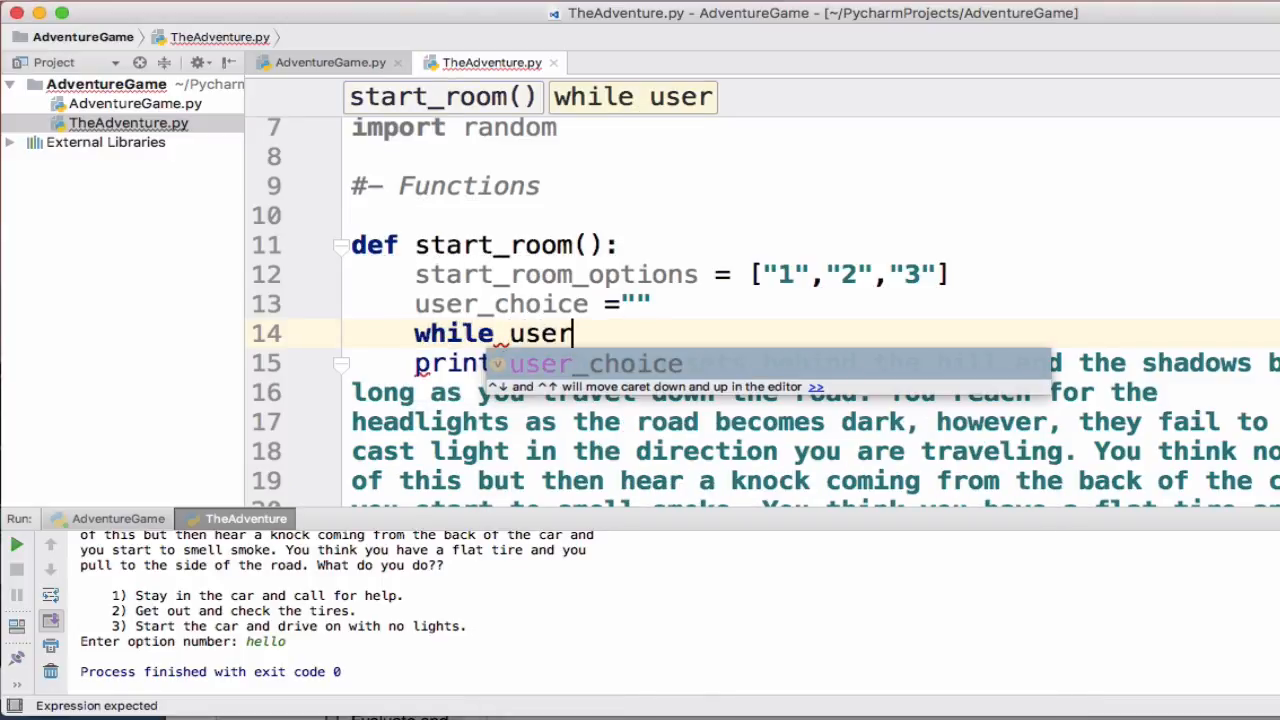 TheAdventure.py - AdventureGame - [~/PycharmProjects/AdventureGame]
AdventureGame TheAdventure.py
Project AdventureGame.py TheAdventure.py
AdventureGame ~/Pycharm
AdventureGame.py
TheAdventure.py
External Libraries
start_room() while user
7 import random
8
9 #- Functions
10
11 def start_room():
12 start_room_options = ["1","2","3"]
13 user_choice =""
14 while user
15 print and the shadows b
user_choice
^↓ and ^↑ will move caret down and up in the editor >>
16 long as you travel down the road. You reach for the
17 headlights as the road becomes dark, however, they fail to
18 cast light in the direction you are traveling. You think no
19 of this but then hear a knock coming from the back of the c
Run: AdventureGame TheAdventure
of this but then hear a knock coming from the back of the car and
you start to smell smoke. You think you have a flat tire and you
pull to the side of the road. What do you do??
1) Stay in the car and call for help.
2) Get out and check the tires.
3) Start the car and drive on with no lights.
Enter option number: hello
Process finished with exit code 0
Expression expected